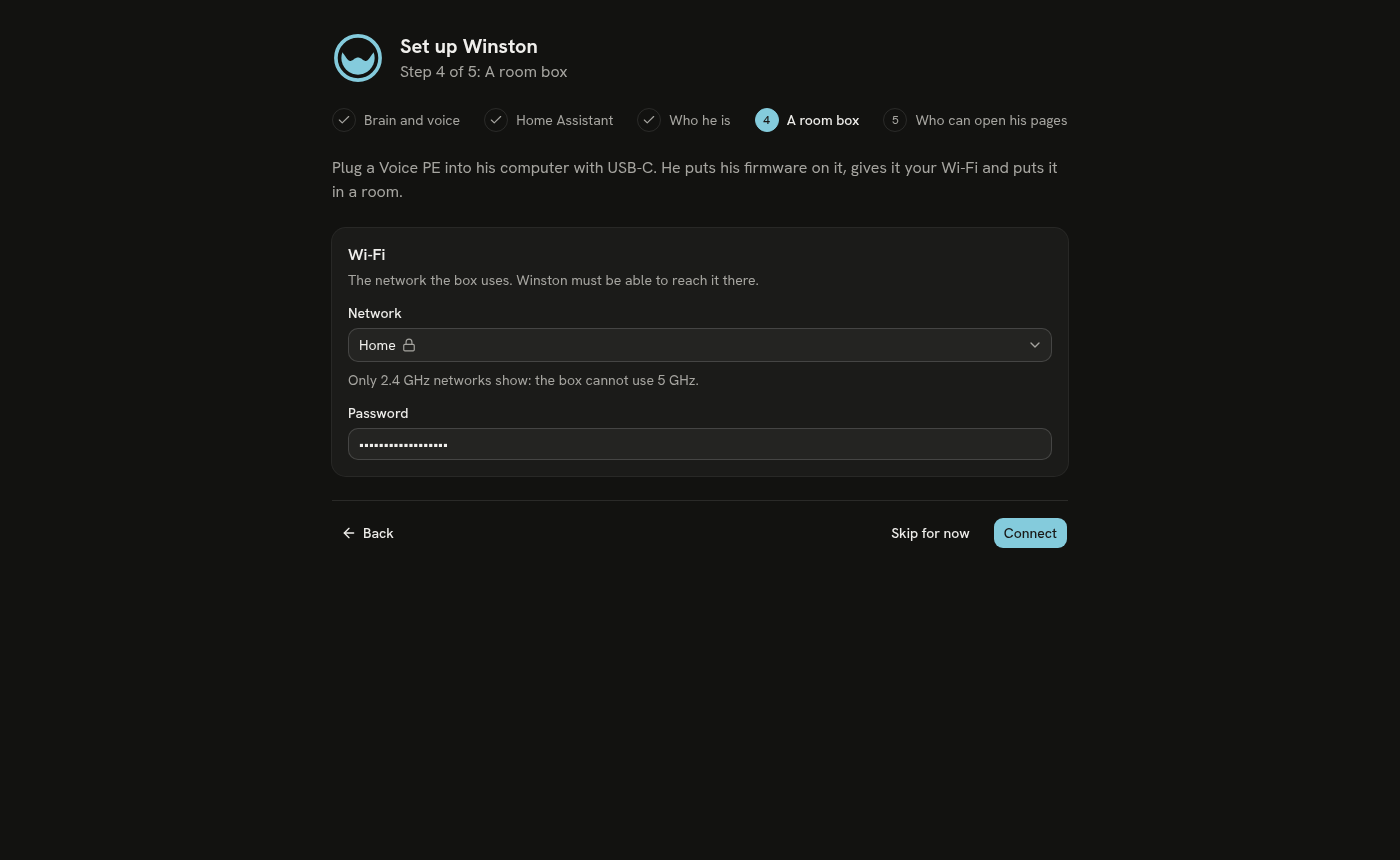 Set up Winston
Step 4 of 5: A room box
Brain and voice
Home Assistant
Who he is
4 A room box
5 Who can open his pages
Plug a Voice PE into his computer with USB-C. He puts his firmware on it, gives it your Wi-Fi and puts it
in a room.
Wi-Fi
The network the box uses. Winston must be able to reach it there.
Network
Home
Only 2.4 GHz networks show: the box cannot use 5 GHz.
Password
••••••••••••••••••
Back
Skip for now
Connect